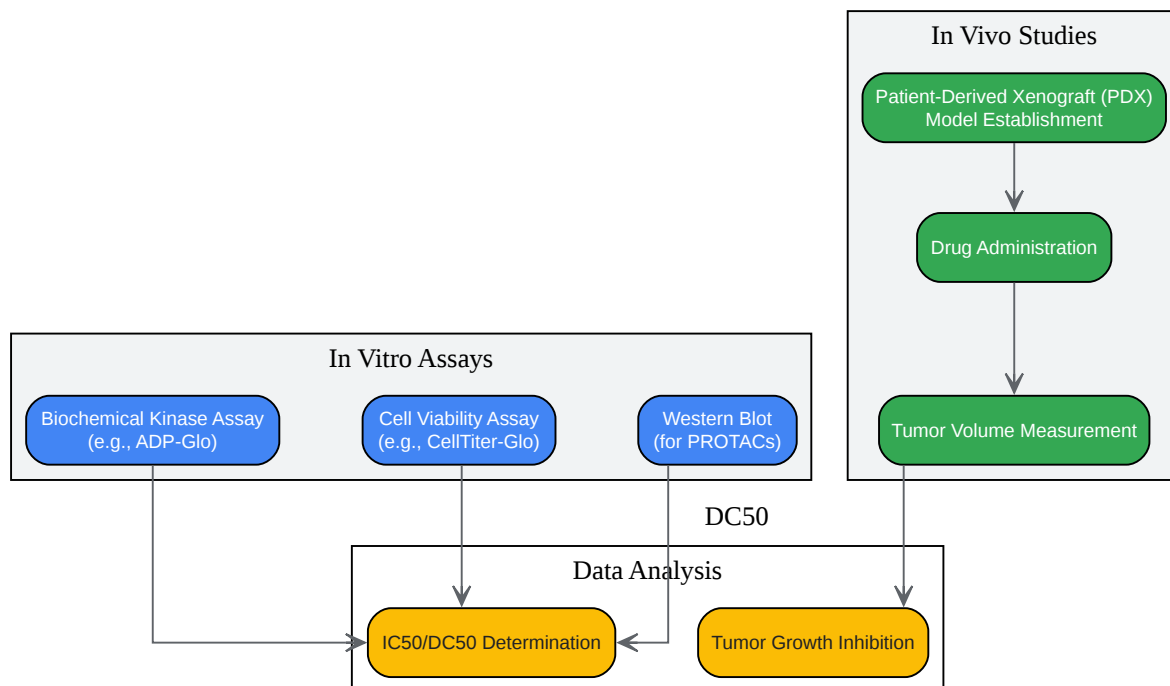 In Vivo Studies
Patient-Derived Xenograft (PDX)
Model Establishment
Drug Administration
Tumor Volume Measurement
In Vitro Assays
Biochemical Kinase Assay
(e.g., ADP-Glo)
Cell Viability Assay
(e.g., CellTiter-Glo)
Western Blot
(for PROTACs)
DC50
Data Analysis
IC50/DC50 Determination
Tumor Growth Inhibition